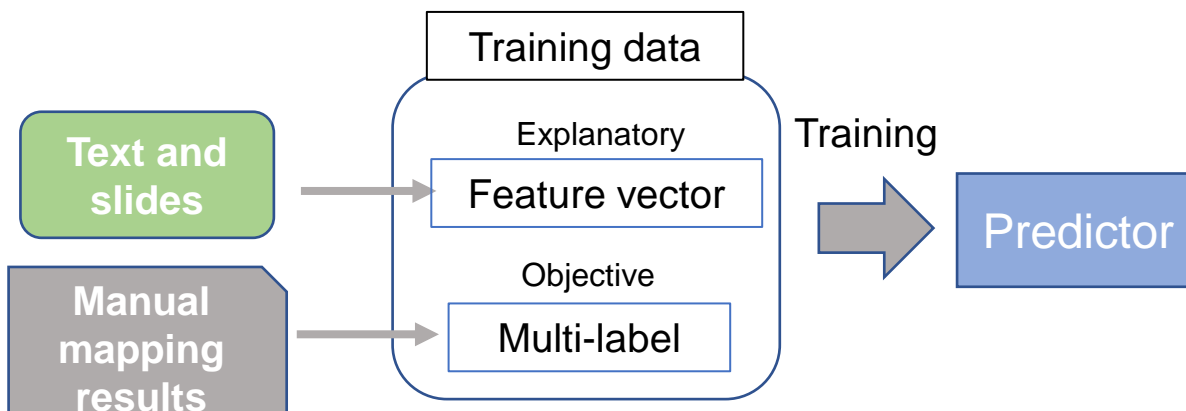 Training data
Text and
slides
Explanatory
Feature vector
Training
Predictor
Manual
mapping
results
Objective
Multi-label